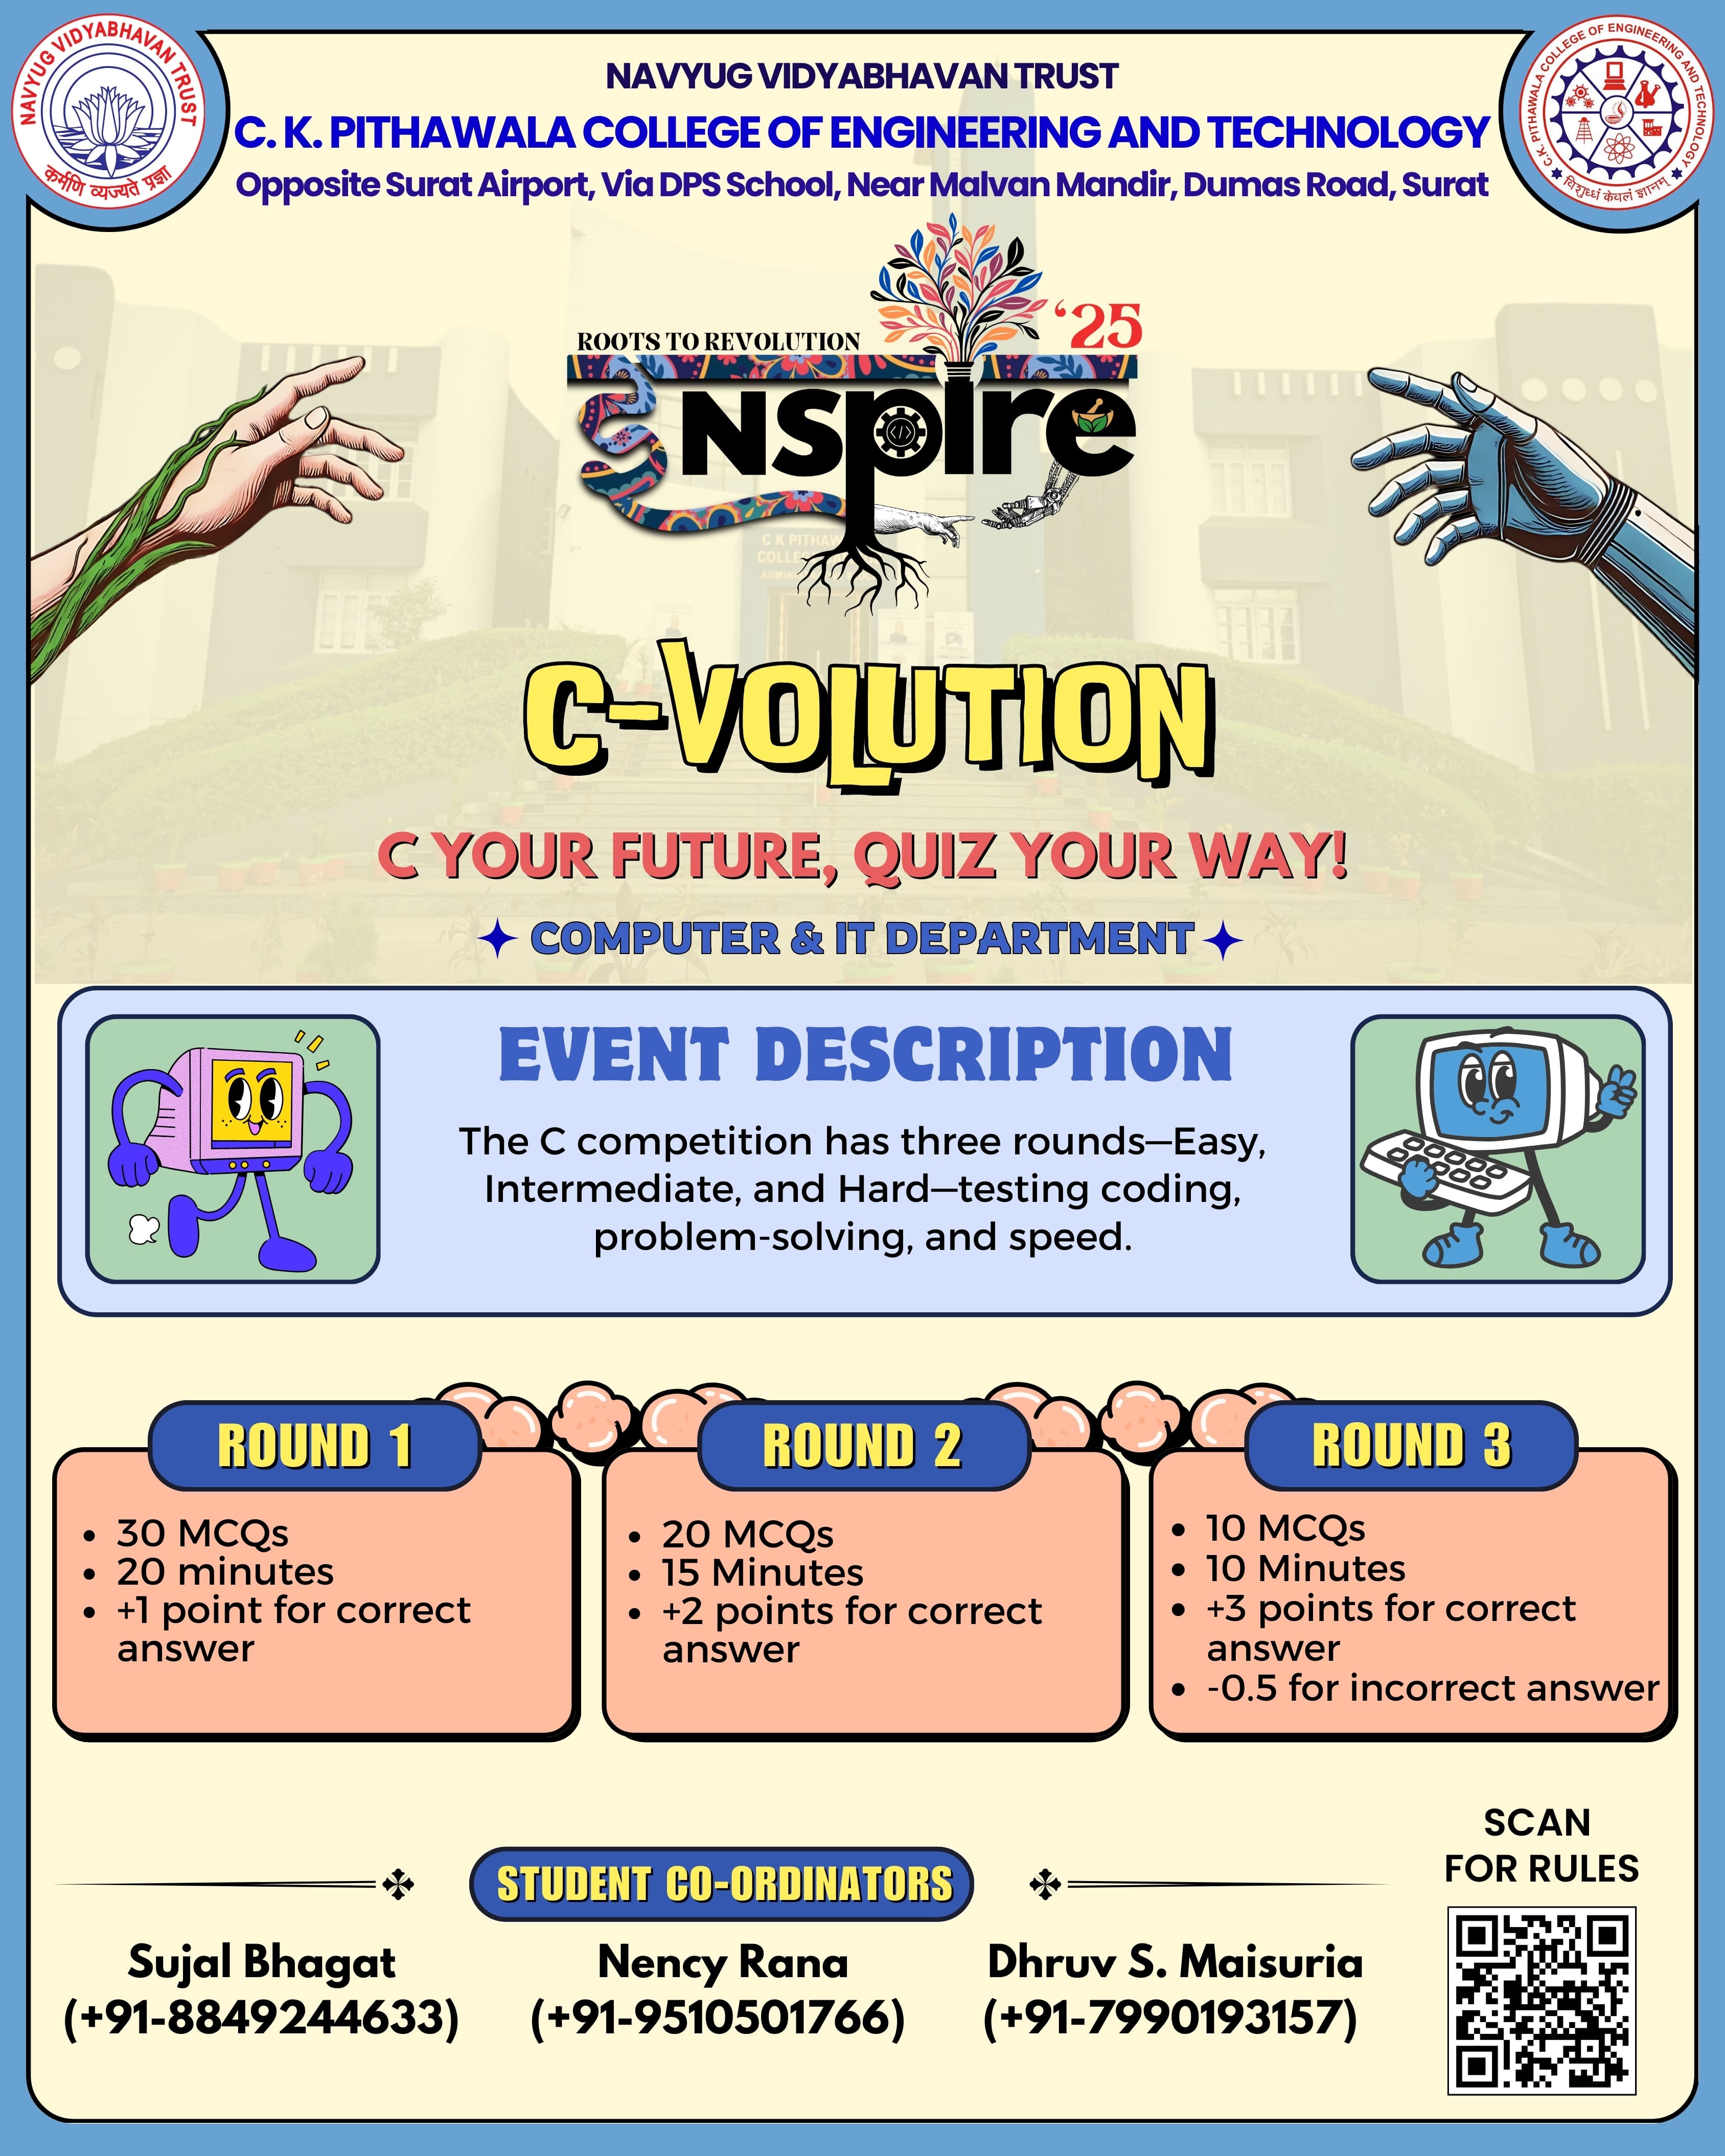 NAVYUG VIDYABHAVAN TRUST
कर्मणि व्यज्यते प्रज्ञा
C. K. PITHAWALA COLLEGE OF ENGINEERING AND TECHNOLOGY
विशुध्धं केवलं ज्ञानम्
NAVYUG VIDYABHAVAN TRUST
C. K. PITHAWALA COLLEGE OF ENGINEERING AND TECHNOLOGY
Opposite Surat Airport, Via DPS School, Near Malvan Mandir, Dumas Road, Surat
ROOTS TO REVOLUTION
‘25
Enspire
C K PITHAW
COLLE
ADMIN
C-VOLUTION
C YOUR FUTURE, QUIZ YOUR WAY!
COMPUTER & IT DEPARTMENT
EVENT DESCRIPTION
The C competition has three rounds—Easy,
Intermediate, and Hard—testing coding,
problem-solving, and speed.
ROUND 1
• 30 MCQs
• 20 minutes
• +1 point for correct
answer
ROUND 2
• 20 MCQs
• 15 Minutes
• +2 points for correct
answer
ROUND 3
• 10 MCQs
• 10 Minutes
• +3 points for correct
answer
• -0.5 for incorrect answer
STUDENT CO-ORDINATORS
Sujal Bhagat
(+91-8849244633)
Nency Rana
(+91-9510501766)
Dhruv S. Maisuria
(+91-7990193157)
SCAN
FOR RULES